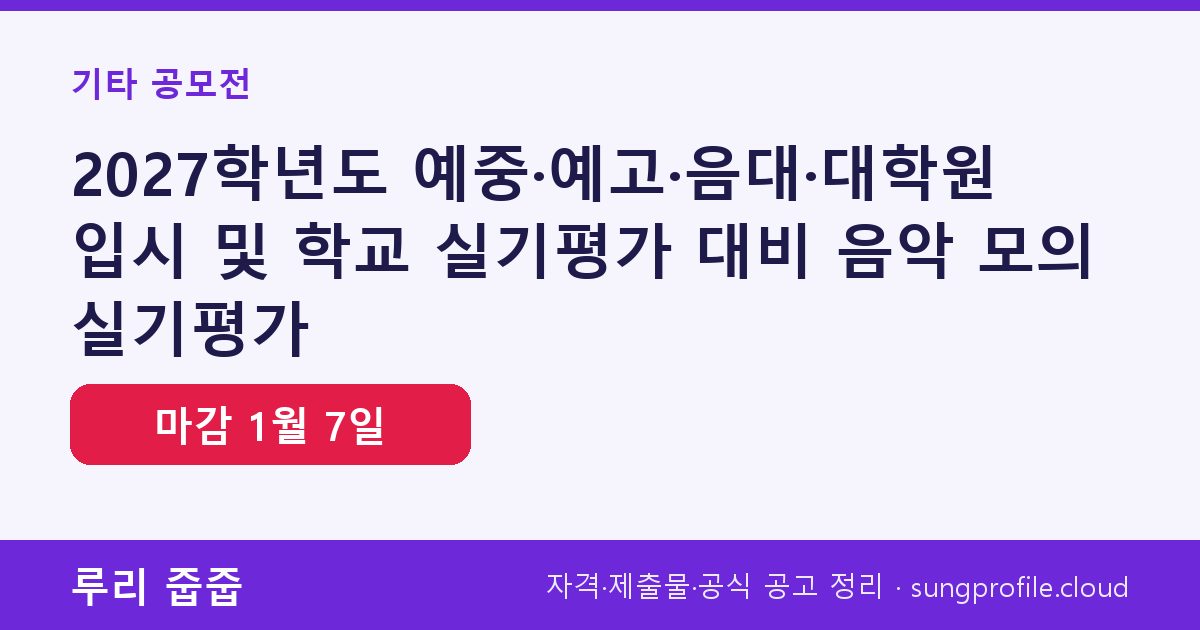 기타 공모전
2027학년도 예중·예고·음대·대학원
입시 및 학교 실기평가 대비 음악 모의
실기평가
마감 1월 7일
루리 줍줍
자격·제출물·공식 공고 정리 · sungprofile.cloud